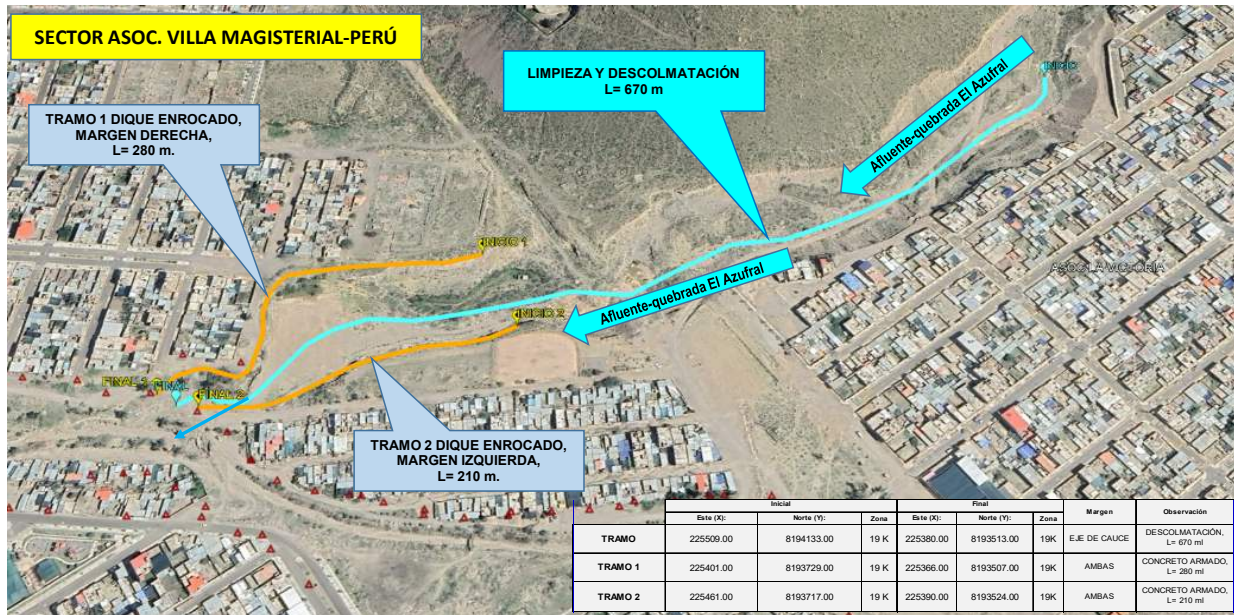 SECTOR ASOC. VILLA MAGISTERIAL-PERÚ
LIMPIEZA Y DESCOLMATACIÓN
L= 670 m
INICIO
Afluente-quebrada El Azufral
TRAMO 1 DIQUE ENROCADO,
MARGEN DERECHA,
L= 280 m.
INICIO 1
ASOC LA VICTORIA
Afluente-quebrada El Azufral
INICIO 2
FINAL 1
FINAL
FINAL 2
TRAMO 2 DIQUE ENROCADO,
MARGEN IZQUIERDA,
L= 210 m.
Inicial Final Margen Observación
Este (X): Norte (Y): Zona Este (X): Norte (Y): Zona
TRAMO 225509.00 8194133.00 19 K 225380.00 8193513.00 19K EJE DE CAUCE DESCOLMATACIÓN,
L= 670 ml
TRAMO 1 225401.00 8193729.00 19 K 225366.00 8193507.00 19K AMBAS CONCRETO ARMADO,
L= 280 ml
TRAMO 2 225461.00 8193717.00 19 K 225390.00 8193524.00 19K AMBAS CONCRETO ARMADO,
L= 210 ml